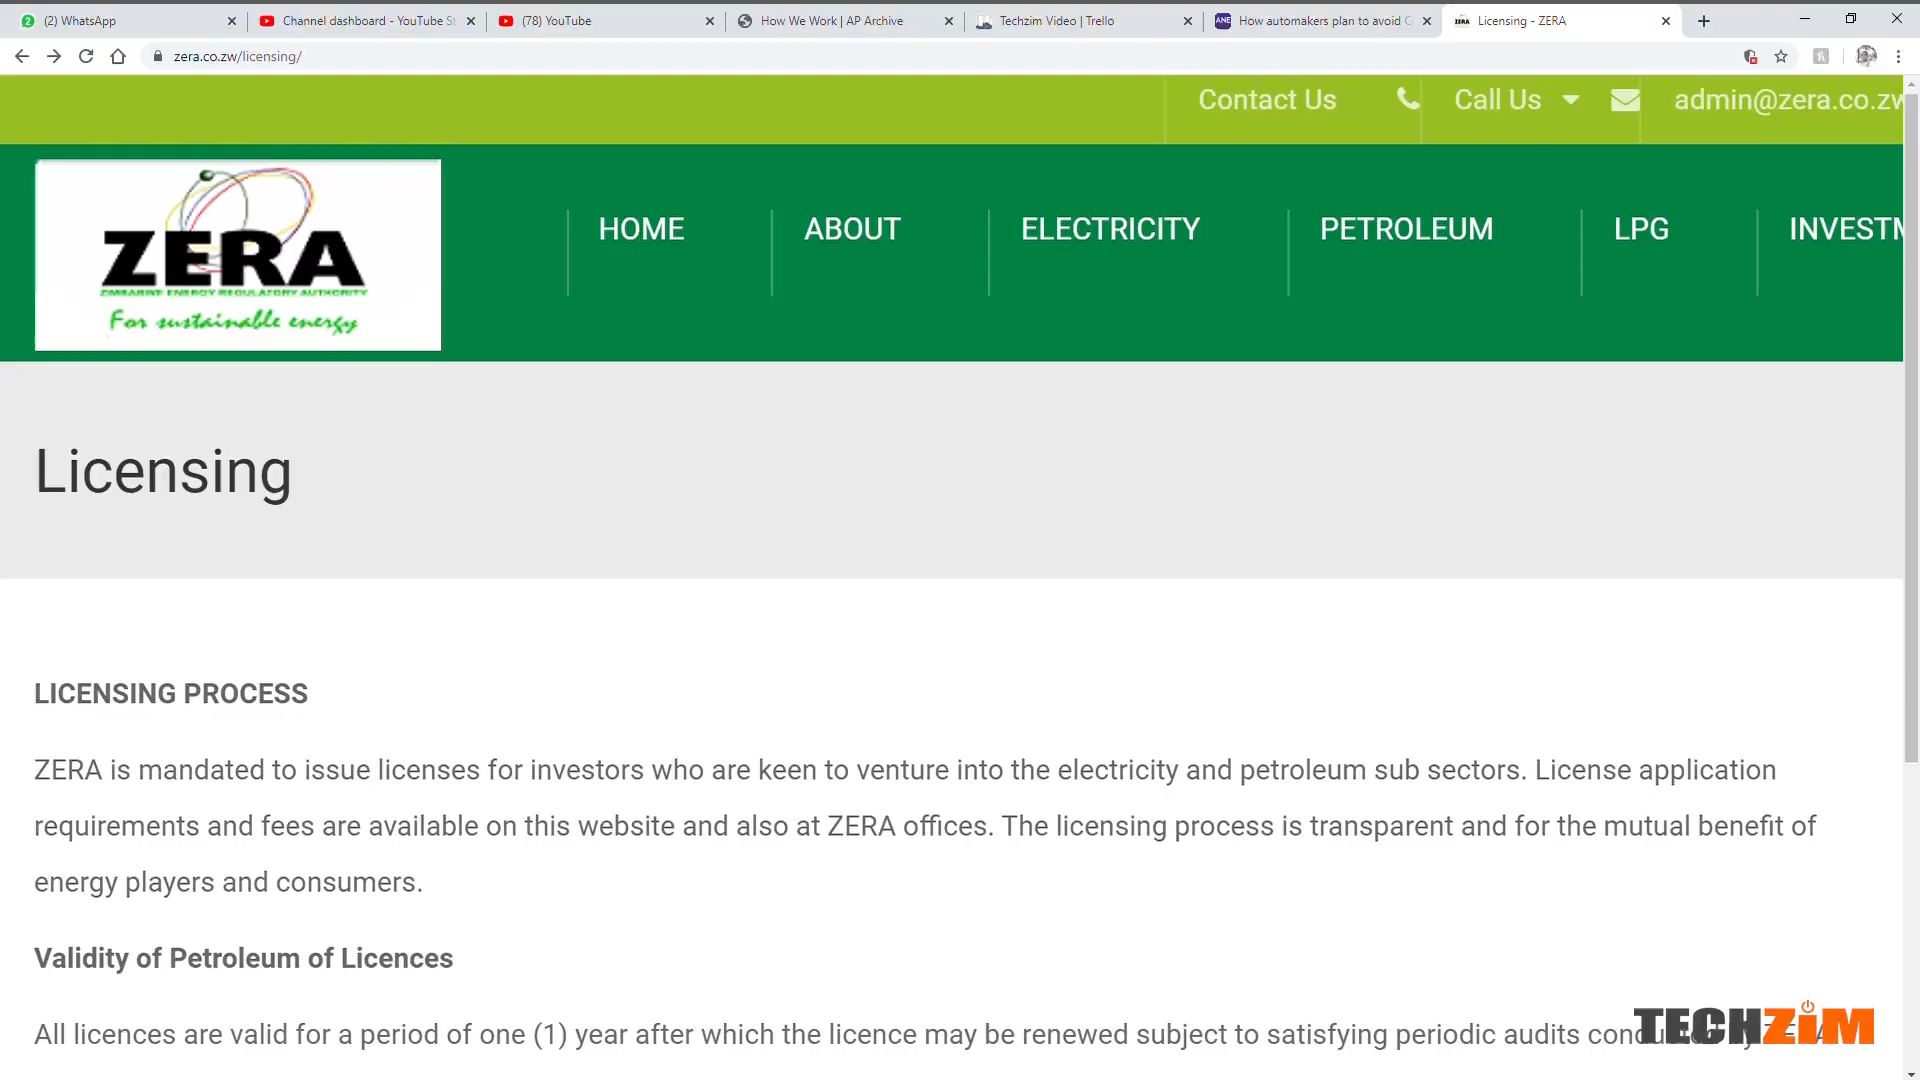 (2) WhatsApp
Channel dashboard - YouTube St
(78) YouTube
How We Work | AP Archive
Techzim Video | Trello
How automakers plan to avoid C
Licensing - ZERA
zera.co.zw/licensing/
Contact Us
Call Us
admin@zera.co.zw
ZERA
ZIMBABWE ENERGY REGULATORY AUTHORITY
For sustainable energy
HOME
ABOUT
ELECTRICITY
PETROLEUM
LPG
INVESTM
Licensing
LICENSING PROCESS
ZERA is mandated to issue licenses for investors who are keen to venture into the electricity and petroleum sub sectors. License application
requirements and fees are available on this website and also at ZERA offices. The licensing process is transparent and for the mutual benefit of
energy players and consumers.
Validity of Petroleum of Licences
All licences are valid for a period of one (1) year after which the licence may be renewed subject to satisfying periodic audits
TECHZiM